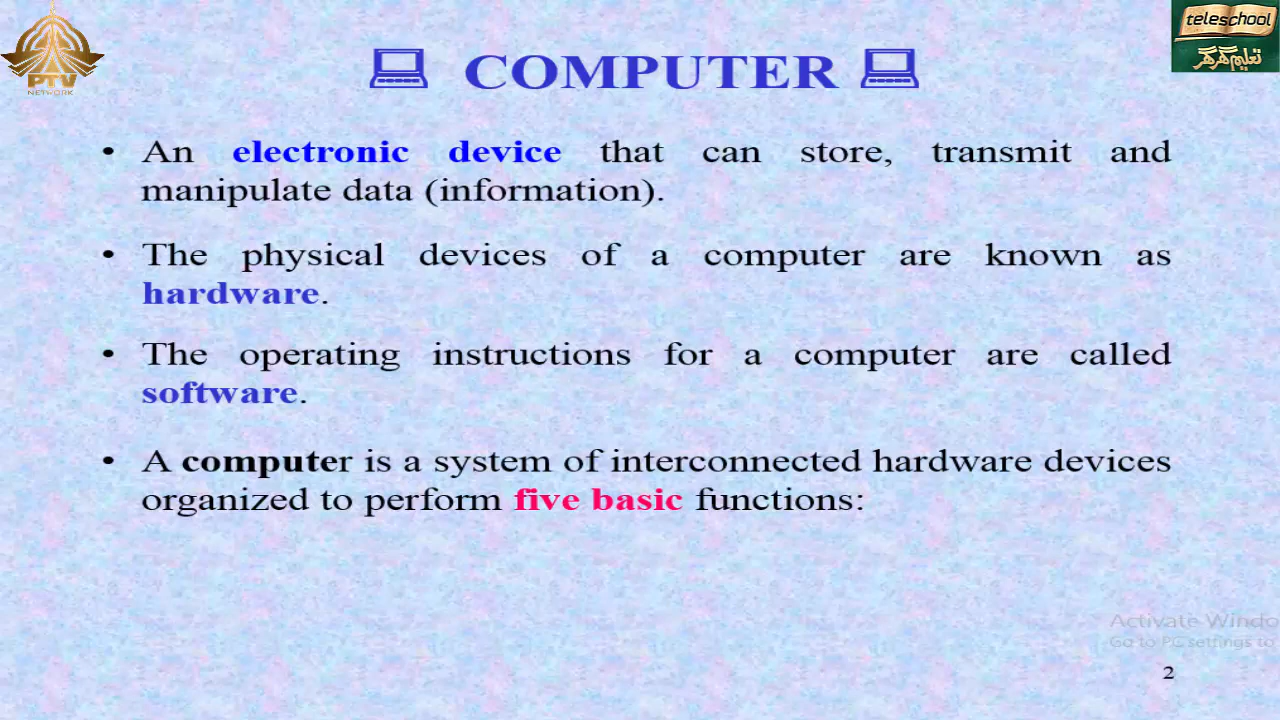 PTV
NETWORK
teleschool
تعلیم گھر گھر
COMPUTER
• An electronic device that can store, transmit and
manipulate data (information).
• The physical devices of a computer are known as
hardware.
• The operating instructions for a computer are called
software.
• A computer is a system of interconnected hardware devices
organized to perform five basic functions:
Activate Windo
Go to PC settings to
2